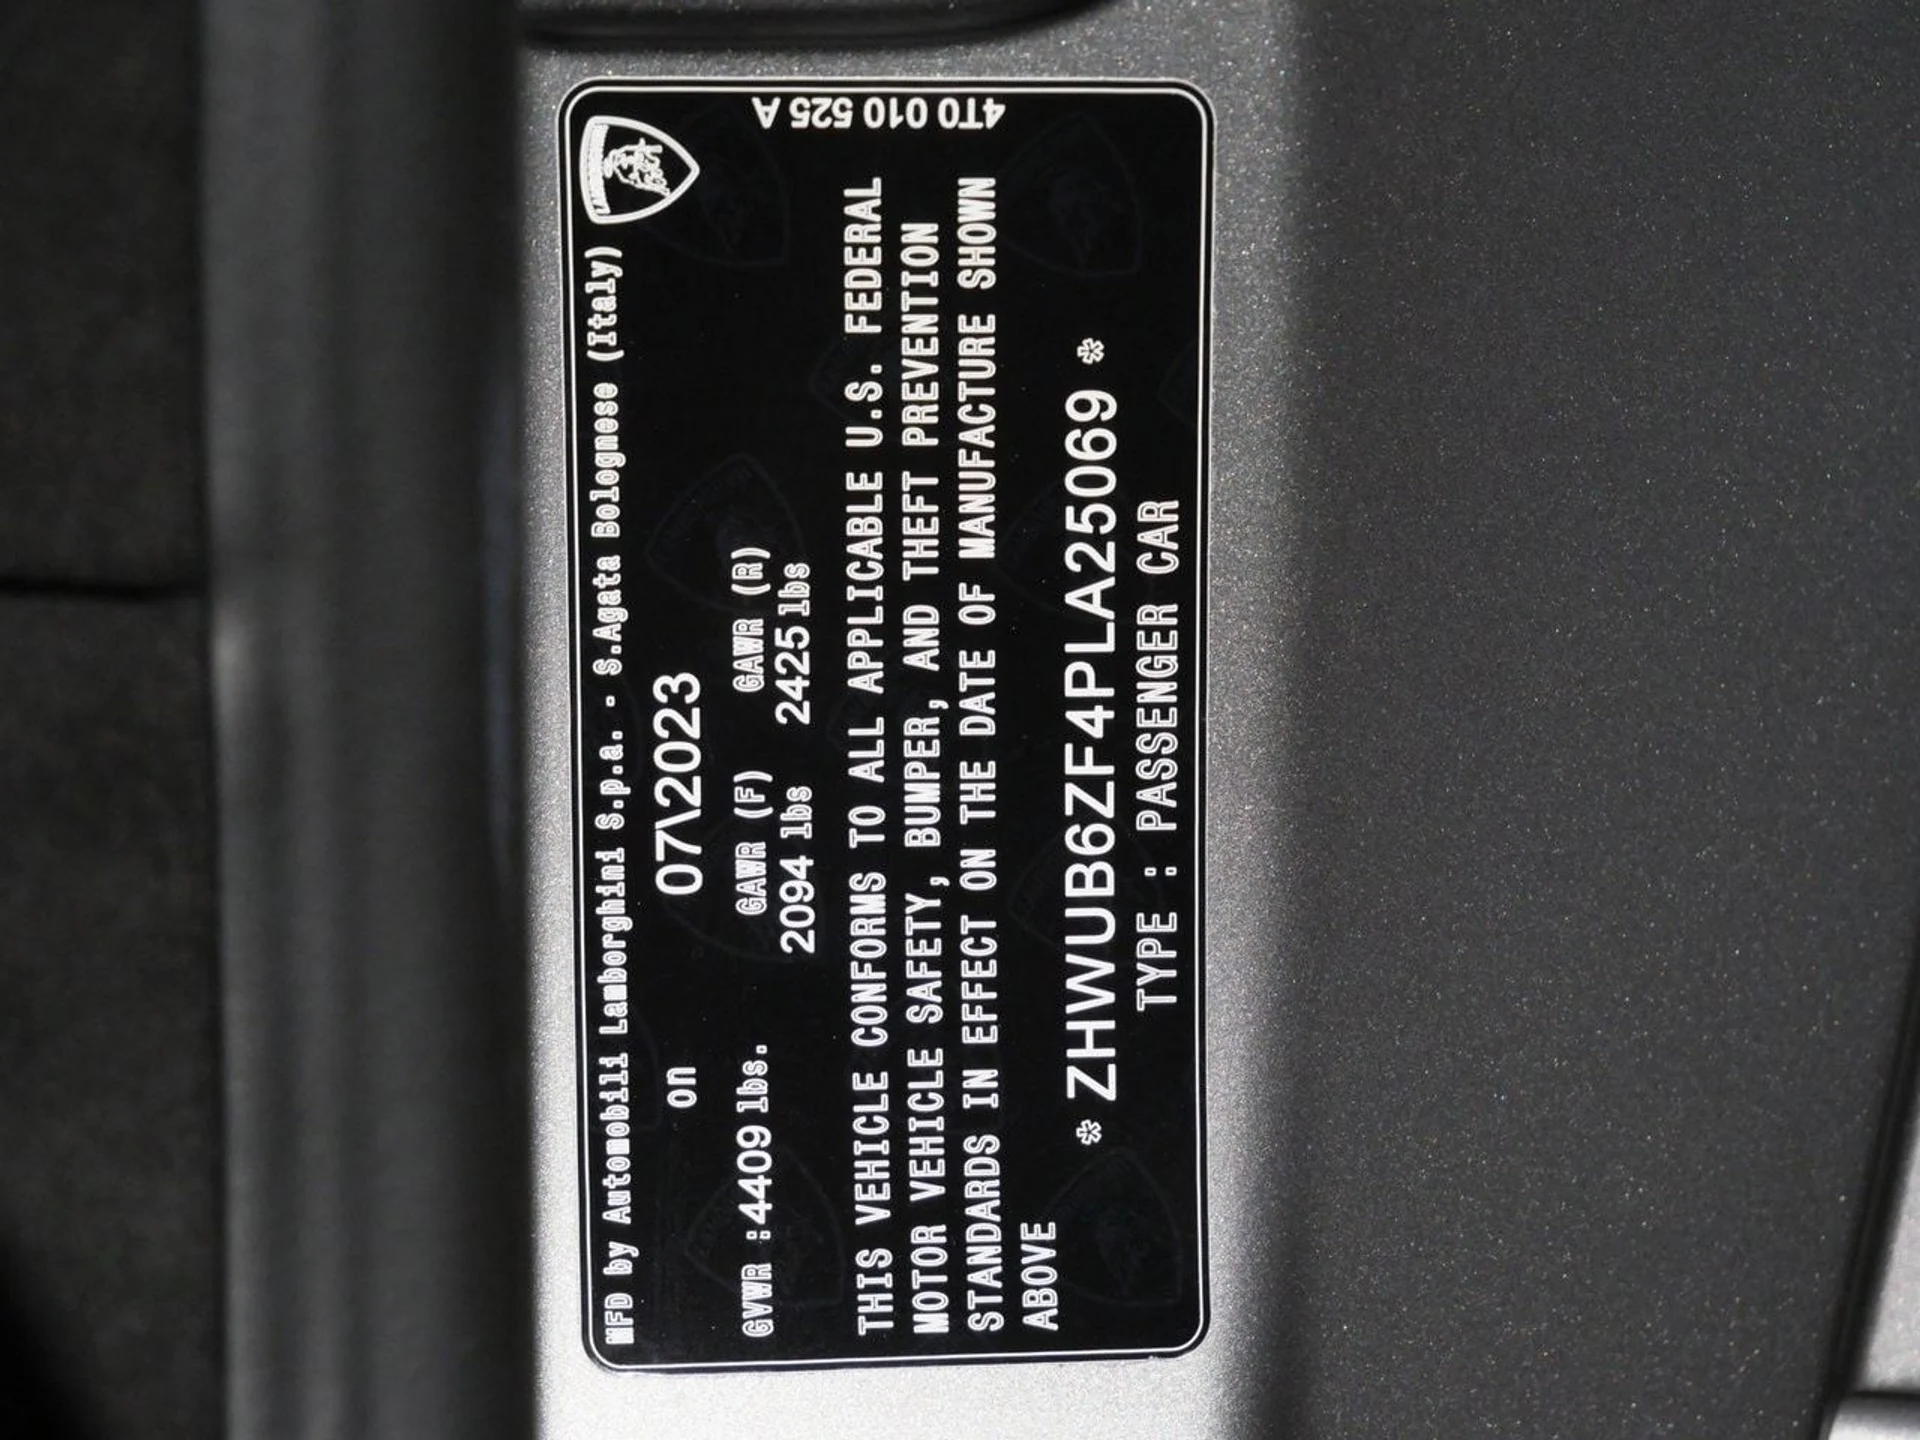 MFD by Automobili Lamborghini S.p.a. - S.Agata Bolognese (Italy)
on 07\2023
GVWR :4409 lbs. GAWR (F) GAWR (R)
2094 lbs 2425 lbs
THIS VEHICLE CONFORMS TO ALL APPLICABLE U.S. FEDERAL
MOTOR VEHICLE SAFETY, BUMPER, AND THEFT PREVENTION
STANDARDS IN EFFECT ON THE DATE OF MANUFACTURE SHOWN
ABOVE
* ZHWUB6ZF4PLA25069 *
TYPE : PASSENGER CAR
4T0 010 525 A